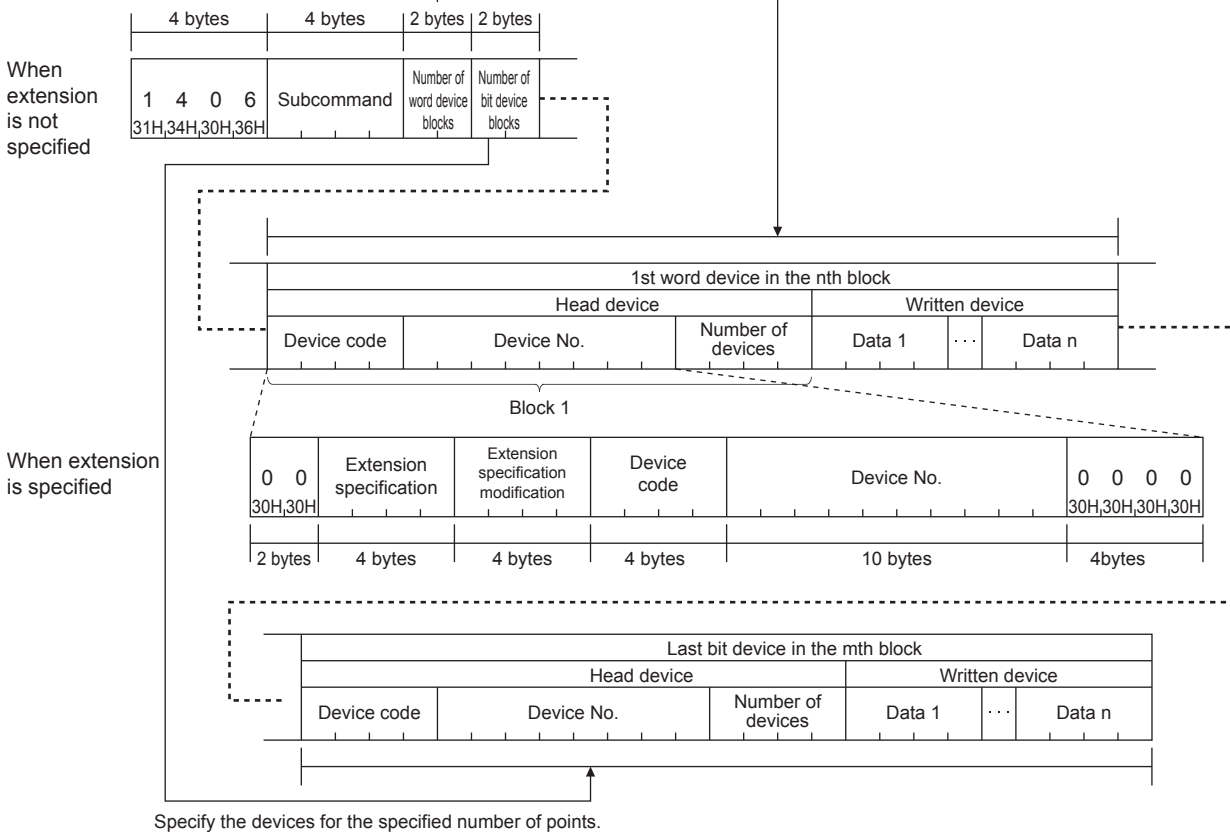 4 bytes 4 bytes 2 bytes 2 bytes
When
extension
is not
specified
1 4 0 6
31H 34H 30H 36H
Subcommand
Number of
word device
blocks
Number of
bit device
blocks
1st word device in the nth block
Head device Written device
Device code Device No. Number of
devices
Data 1 ··· Data n
Block 1
When extension
is specified
0 0
30H 30H
Extension
specification
Extension
specification
modification
Device
code
Device No.
0 0 0 0
30H 30H 30H 30H
2 bytes 4 bytes 4 bytes 4 bytes 10 bytes 4bytes
Last bit device in the mth block
Head device Written device
Device code Device No. Number of
devices
Data 1 ··· Data n
Specify the devices for the specified number of points.